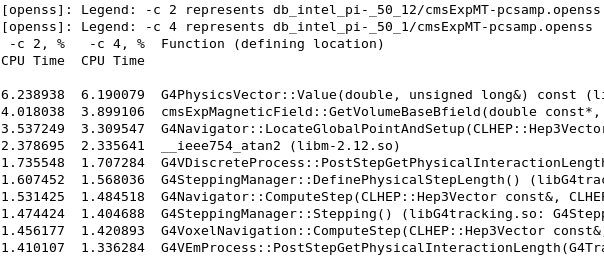 [openss]: Legend: -c 2 represents db_intel_pi-_50_12/cmsExpMT-pcsamp.openss
[openss]: Legend: -c 4 represents db_intel_pi-_50_1/cmsExpMT-pcsamp.openss
-c 2, % -c 4, % Function (defining location)
CPU Time CPU Time
6.238938 6.190079 G4PhysicsVector::Value(double, unsigned long&) const (li
4.018038 3.899106 cmsExpMagneticField::GetVolumeBaseBfield(double const*,
3.537249 3.309547 G4Navigator::LocateGlobalPointAndSetup(CLHEP::Hep3Vector
2.378695 2.335641 __ieee754_atan2 (libm-2.12.so)
1.735548 1.707284 G4VDiscreteProcess::PostStepGetPhysicalInteractionLength
1.607452 1.568036 G4SteppingManager::DefinePhysicalStepLength() (libG4trac
1.531425 1.484518 G4Navigator::ComputeStep(CLHEP::Hep3Vector const&, CLHE
1.474424 1.404688 G4SteppingManager::Stepping() (libG4tracking.so: G4Stepp
1.456177 1.420893 G4VoxelNavigation::ComputeStep(CLHEP::Hep3Vector const&,
1.410107 1.336284 G4VEmProcess::PostStepGetPhysicalInteractionLength(G4Tra